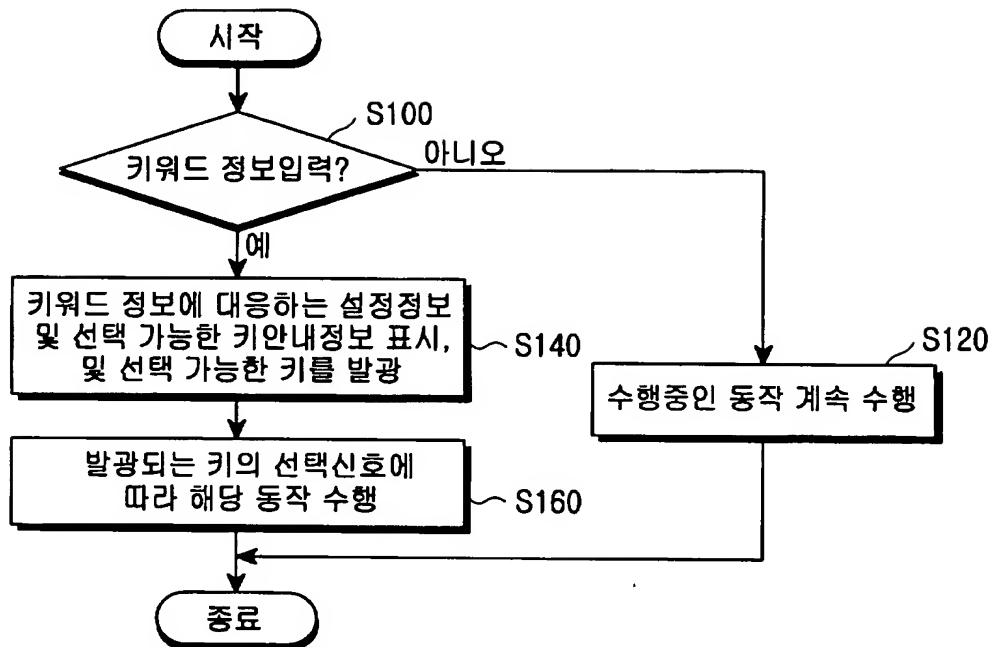 시작
S100
키워드 정보입력?
아니오
예
키워드 정보에 대응하는 설정정보
및 선택 가능한 키안내정보 표시,
및 선택 가능한 키를 발광
S140
S120
수행중인 동작 계속 수행
발광되는 키의 선택신호에
따라 해당 동작 수행
S160
종료